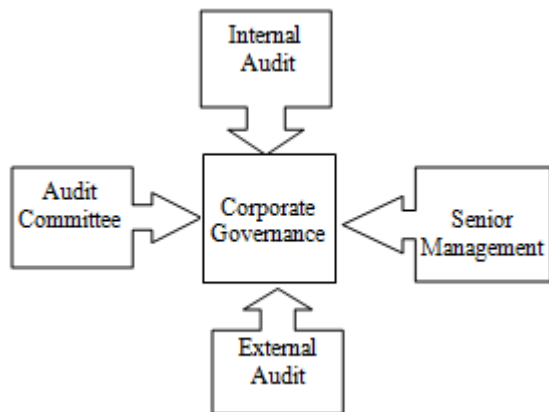 Internal
Audit
Audit
Committee
Corporate
Governance
Senior
Management
External
Audit